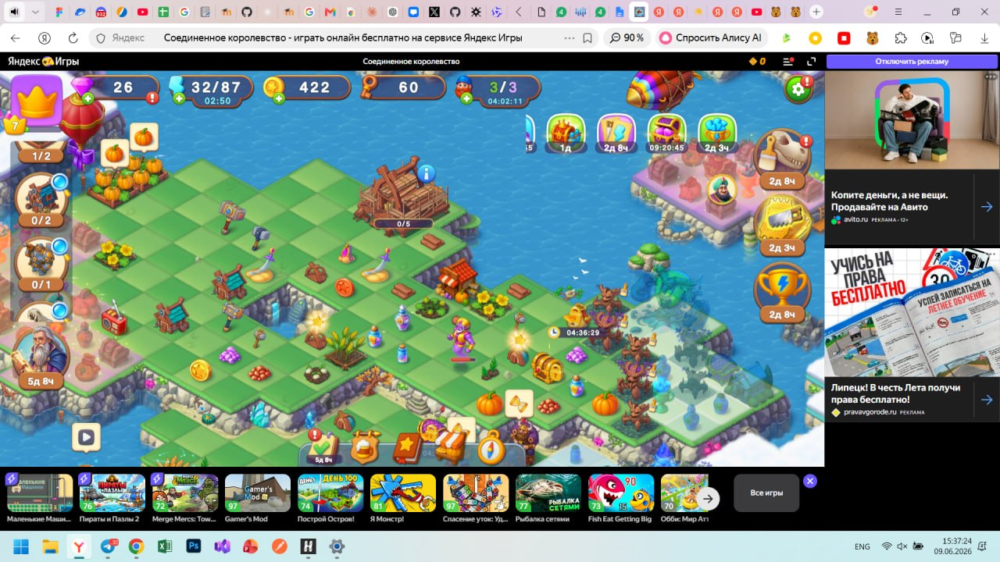 Яндекс
Соединенное королевство - играть онлайн бесплатно на сервисе Яндекс Игры
90 %
Спросить Алису AI
Яндекс Игры
Соединенное королевство
0
Отключить рекламу
7
26
32/87
02:50
422
60
3/3
04:02:11
1д
2д 8ч
09:20:45
2д 3ч
1/2
0/2
0/1
5д 8ч
0/5
04:36:29
2д 8ч
2д 3ч
2д 8ч
5д 8ч
Копите деньги, а не вещи.
Продавайте на Авито
avito.ru РЕКЛАМА • 12+
УЧИСЬ НА
ПРАВА
БЕСПЛАТНО!
УСПЕЙ ЗАПИСАТЬСЯ НА
ЛЕТНЕЕ ОБУЧЕНИЕ
Липецк! В честь Лета получи
права бесплатно!
pravavgorode.ru РЕКЛАМА
76
72
97
Gamer's
Mod
74
ДЕНЬ 100
81
97
77
РЫБАЛКА
СЕТЯМИ
73
90
15
70
Все игры
Маленькие Маши...
Пираты и Пазлы 2
Merge Mercs: Tow...
Gamer's Mod
Построй Остров!
Я Монстр!
Спасение уток: Уд...
Рыбалка сетями
Fish Eat Getting Big
Обби: Мир Атт
30
ENG
15:37:24
09.06.2026